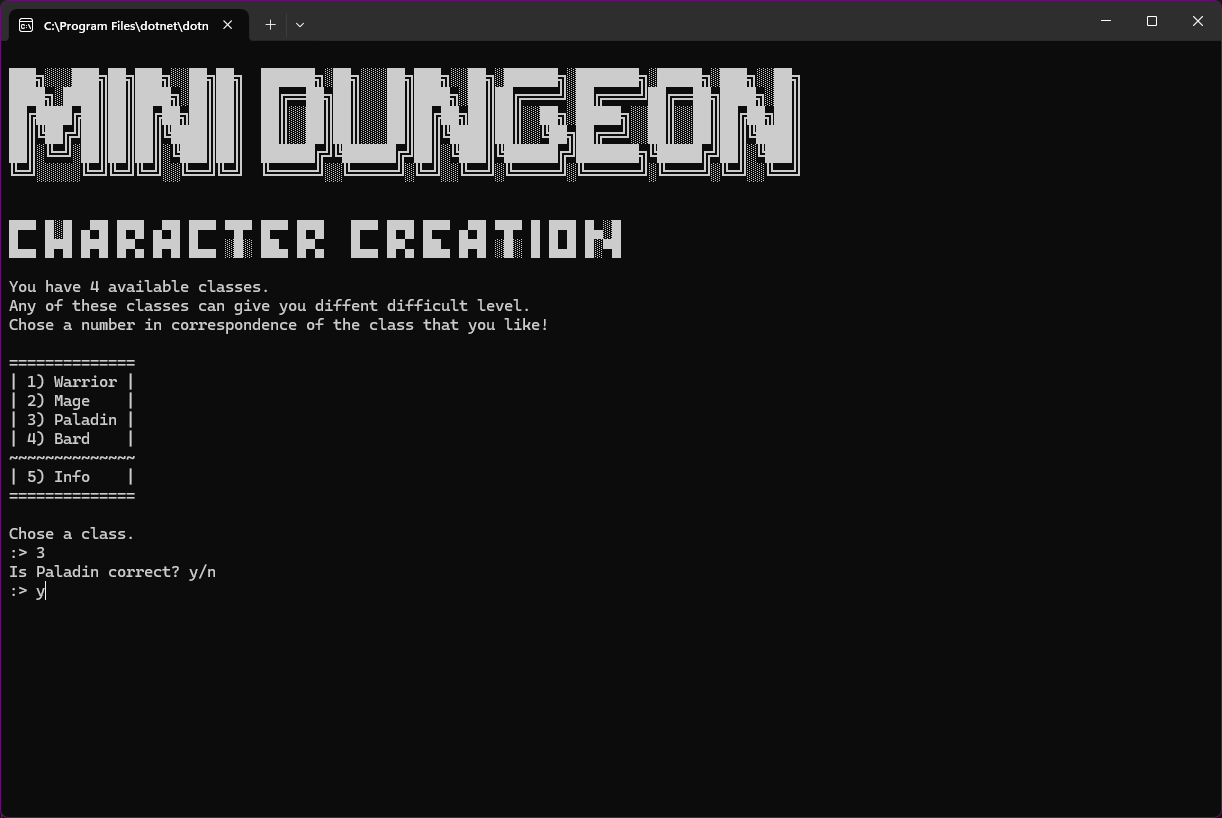 C:\Program Files\dotnet\dotn
MINI DUNGEON
CHARACTER CREATION
You have 4 available classes.
Any of these classes can give you diffent difficult level.
Chose a number in correspondence of the class that you like!
==============
| 1) Warrior |
| 2) Mage    |
| 3) Paladin |
| 4) Bard    |
~~~~~~~~~~~~~~
| 5) Info    |
==============
Chose a class.
:> 3
Is Paladin correct? y/n
:> y